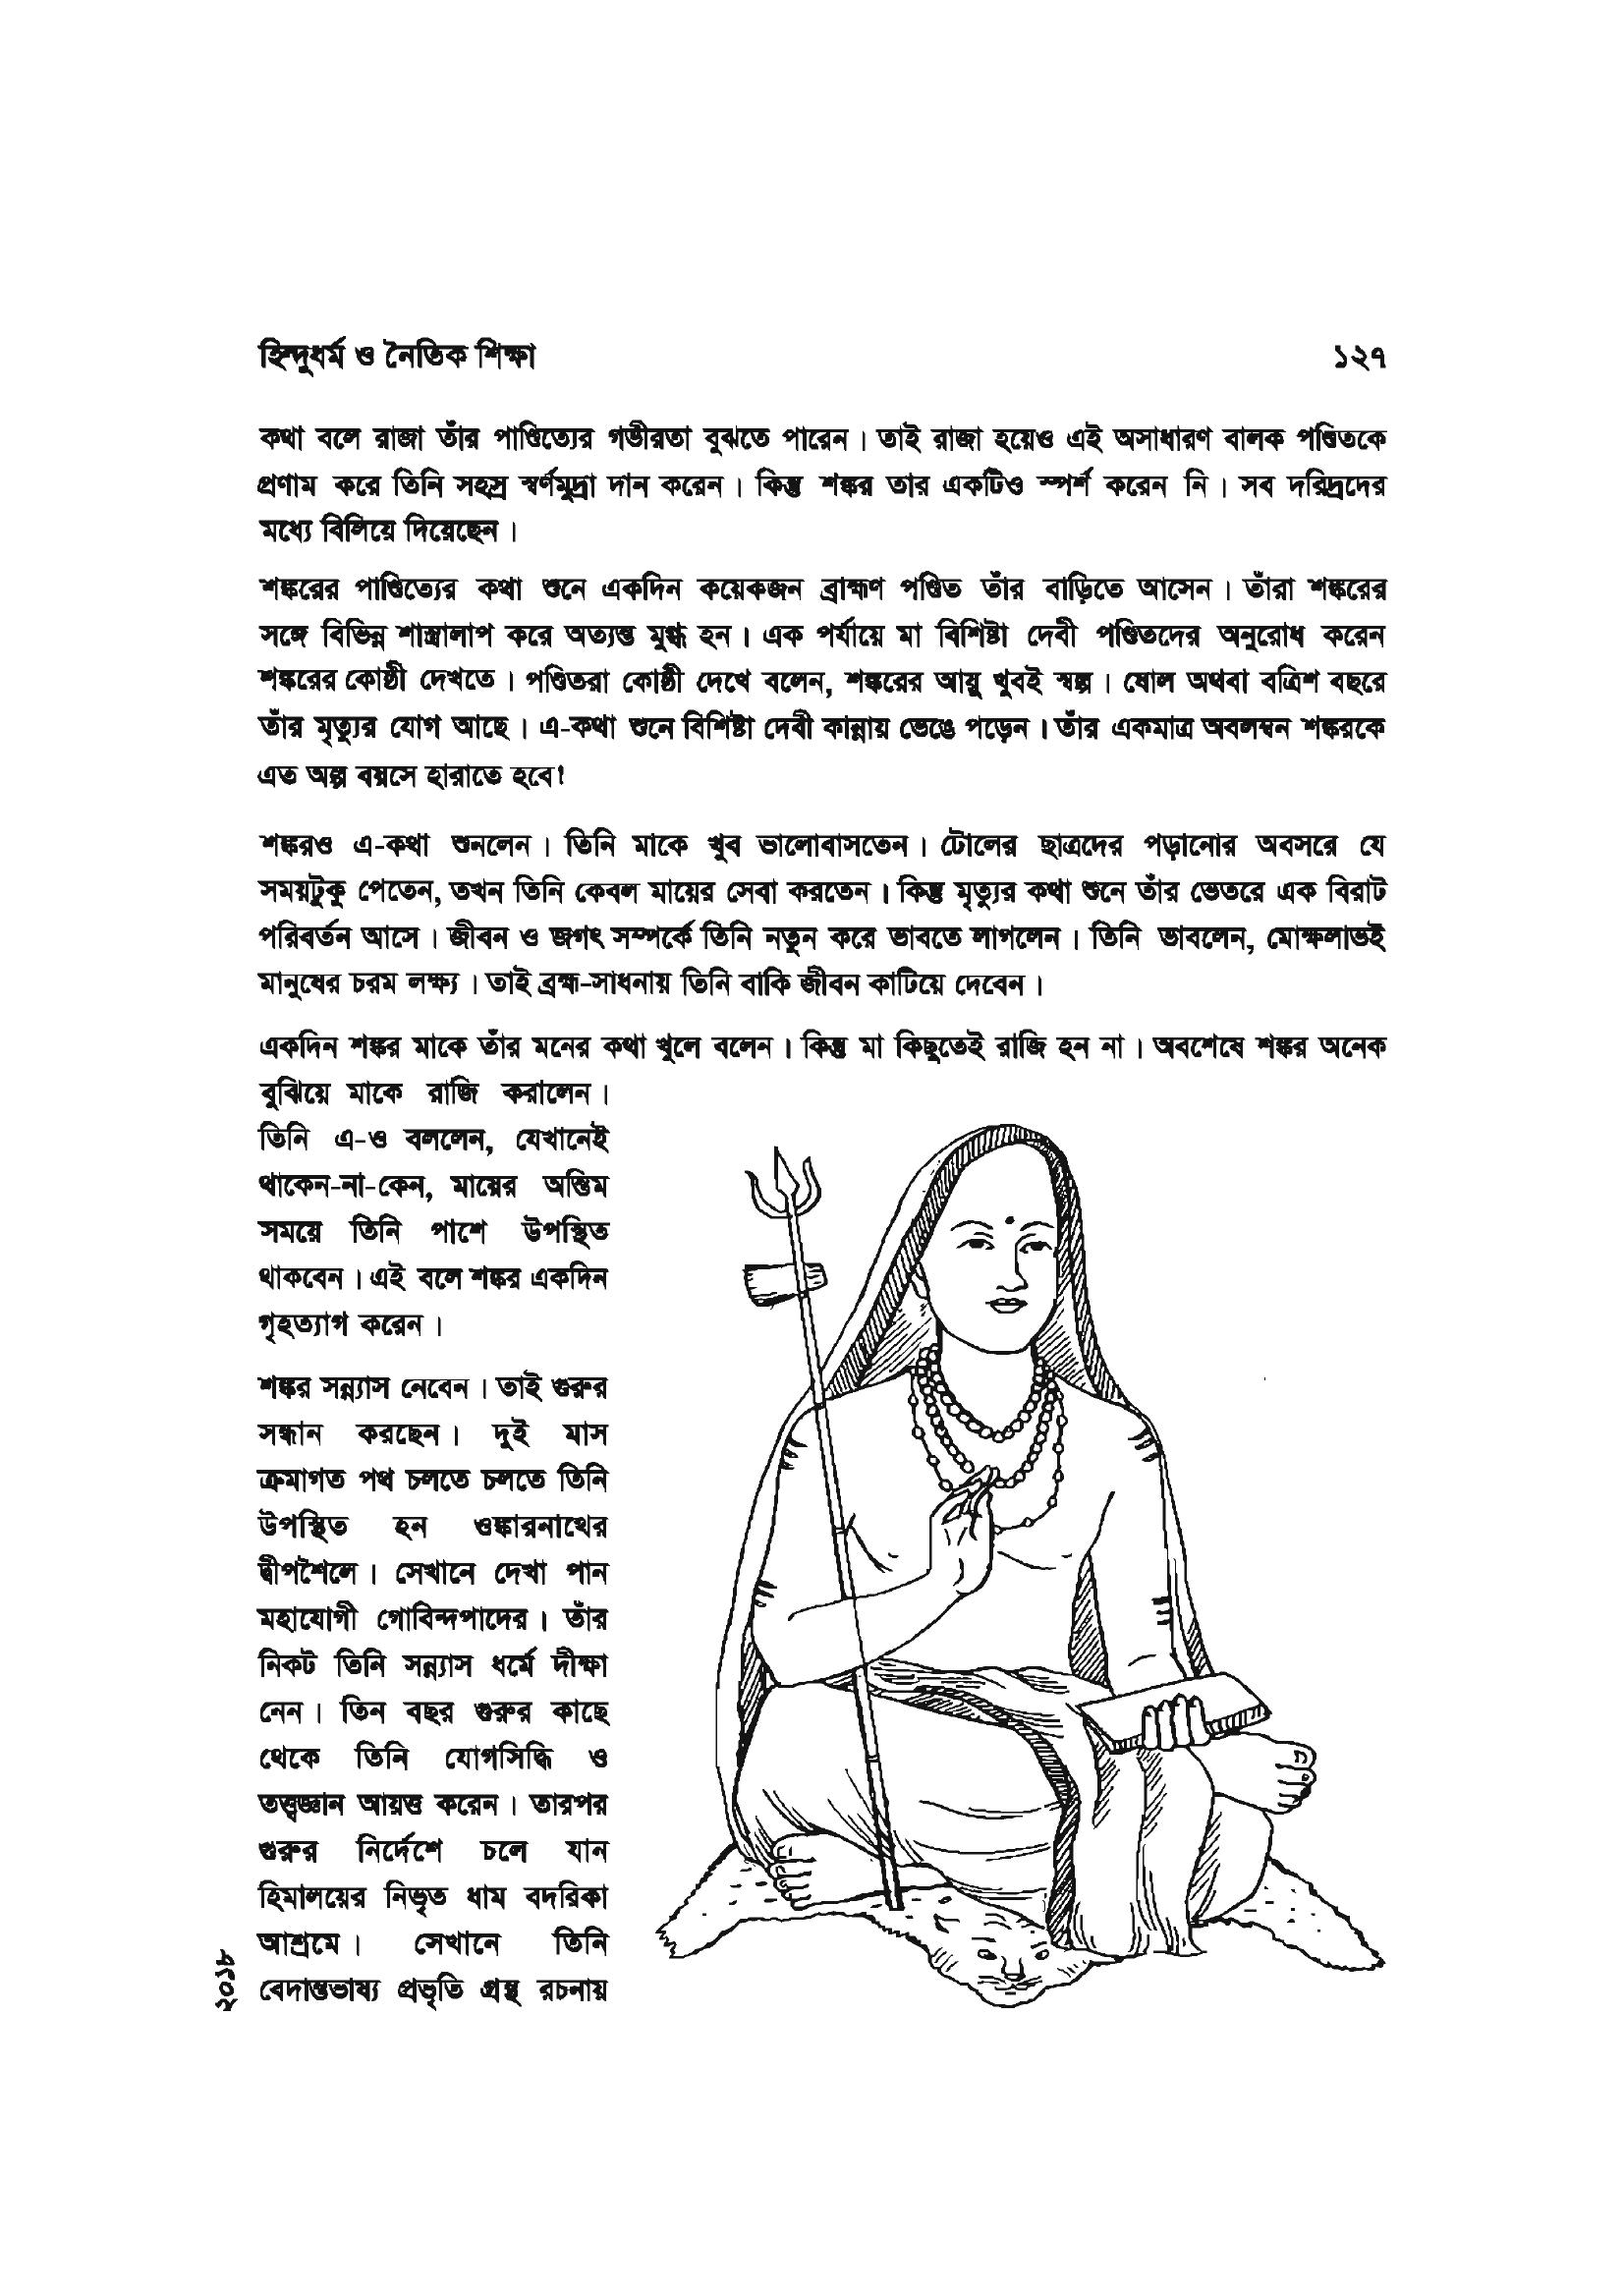 হিন্দুধর্ম ও নৈতিক শিক্ষা ১২৭
কথা বলে রাজা তাঁর পাণ্ডিত্যের গভীরতা বুঝতে পারেন। তাই রাজা হয়েও এই অসাধারণ বালক পণ্ডিতকে
প্রণাম করে তিনি সহস্র স্বর্ণমুদ্রা দান করেন। কিন্তু শঙ্কর তার একটিও স্পর্শ করেন নি। সব দরিদ্রদের
মধ্যে বিলিয়ে দিয়েছেন।
শঙ্করের পাণ্ডিত্যের কথা শুনে একদিন কয়েকজন ব্রাহ্মণ পণ্ডিত তাঁর বাড়িতে আসেন। তাঁরা শঙ্করের
সঙ্গে বিভিন্ন শাস্ত্রালাপ করে অত্যন্ত মুগ্ধ হন। এক পর্যায়ে মা বিশিষ্টা দেবী পণ্ডিতদের অনুরোধ করেন
শঙ্করের কোষ্ঠী দেখতে। পণ্ডিতরা কোষ্ঠী দেখে বলেন, শঙ্করের আয়ু খুবই স্বল্প। ষোল অথবা বত্রিশ বছরে
তাঁর মৃত্যুর যোগ আছে। এ-কথা শুনে বিশিষ্টা দেবী কান্নায় ভেঙে পড়েন। তাঁর একমাত্র অবলম্বন শঙ্করকে
এত অল্প বয়সে হারাতে হবে!
শঙ্করও এ-কথা শুনলেন। তিনি মাকে খুব ভালোবাসতেন। টোলের ছাত্রদের পড়ানোর অবসরে যে
সময়টুকু পেতেন, তখন তিনি কেবল মায়ের সেবা করতেন। কিন্তু মৃত্যুর কথা শুনে তাঁর ভেতরে এক বিরাট
পরিবর্তন আসে। জীবন ও জগৎ সম্পর্কে তিনি নতুন করে ভাবতে লাগলেন। তিনি ভাবলেন, মোক্ষলাভই
মানুষের চরম লক্ষ্য। তাই ব্রহ্ম-সাধনায় তিনি বাকি জীবন কাটিয়ে দেবেন।
একদিন শঙ্কর মাকে তাঁর মনের কথা খুলে বলেন। কিন্তু মা কিছুতেই রাজি হন না। অবশেষে শঙ্কর অনেক
বুঝিয়ে মাকে রাজি করালেন।
তিনি এ-ও বললেন, যেখানেই
থাকেন-না-কেন, মায়ের অন্তিম
সময়ে তিনি পাশে উপস্থিত
থাকবেন। এই বলে শঙ্কর একদিন
গৃহত্যাগ করেন।
শঙ্কর সন্ন্যাস নেবেন। তাই গুরুর
সন্ধান করছেন। দুই মাস
ক্রমাগত পথ চলতে চলতে তিনি
উপস্থিত হন ওঙ্কারনাথের
দ্বীপশৈলে। সেখানে দেখা পান
মহাযোগী গোবিন্দপাদের। তাঁর
নিকট তিনি সন্ন্যাস ধর্মে দীক্ষা
নেন। তিন বছর গুরুর কাছে
থেকে তিনি যোগসিদ্ধি ও
তত্ত্বজ্ঞান আয়ত্ত করেন। তারপর
গুরুর নির্দেশে চলে যান
হিমালয়ের নিভৃত ধাম বদরিকা
আশ্রমে। সেখানে তিনি
বেদান্তভাষ্য প্রভৃতি গ্রন্থ রচনায়
২০১৮